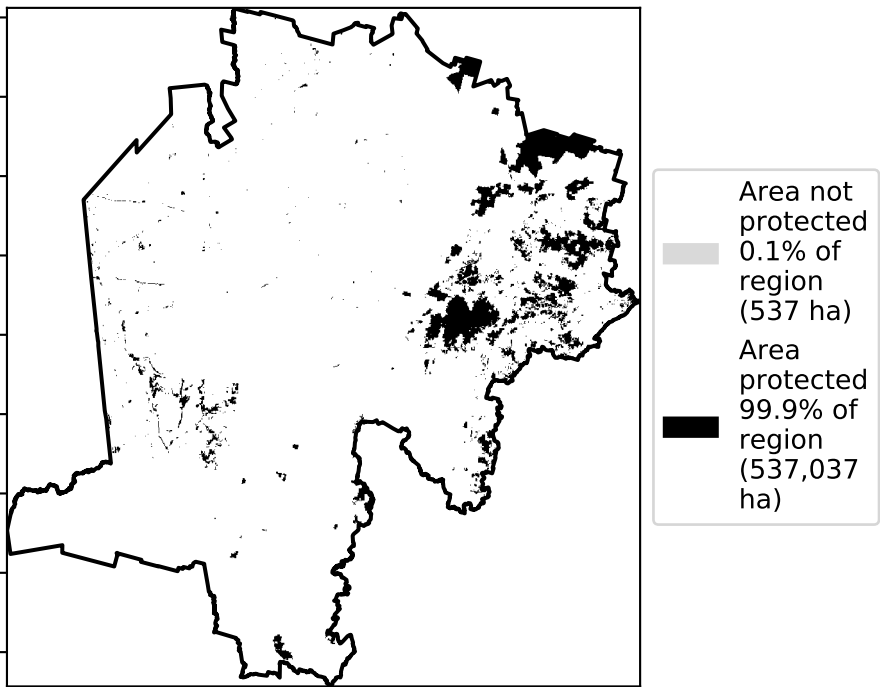 Area not
protected
0.1% of
region
(537 ha)
Area
protected
99.9% of
region
(537,037
ha)